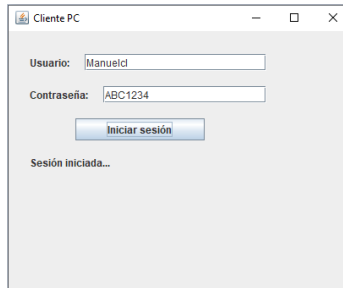 Cliente PC
Usuario: Manuelcl
Contraseña: ABC1234
Iniciar sesión
Sesión iniciada...